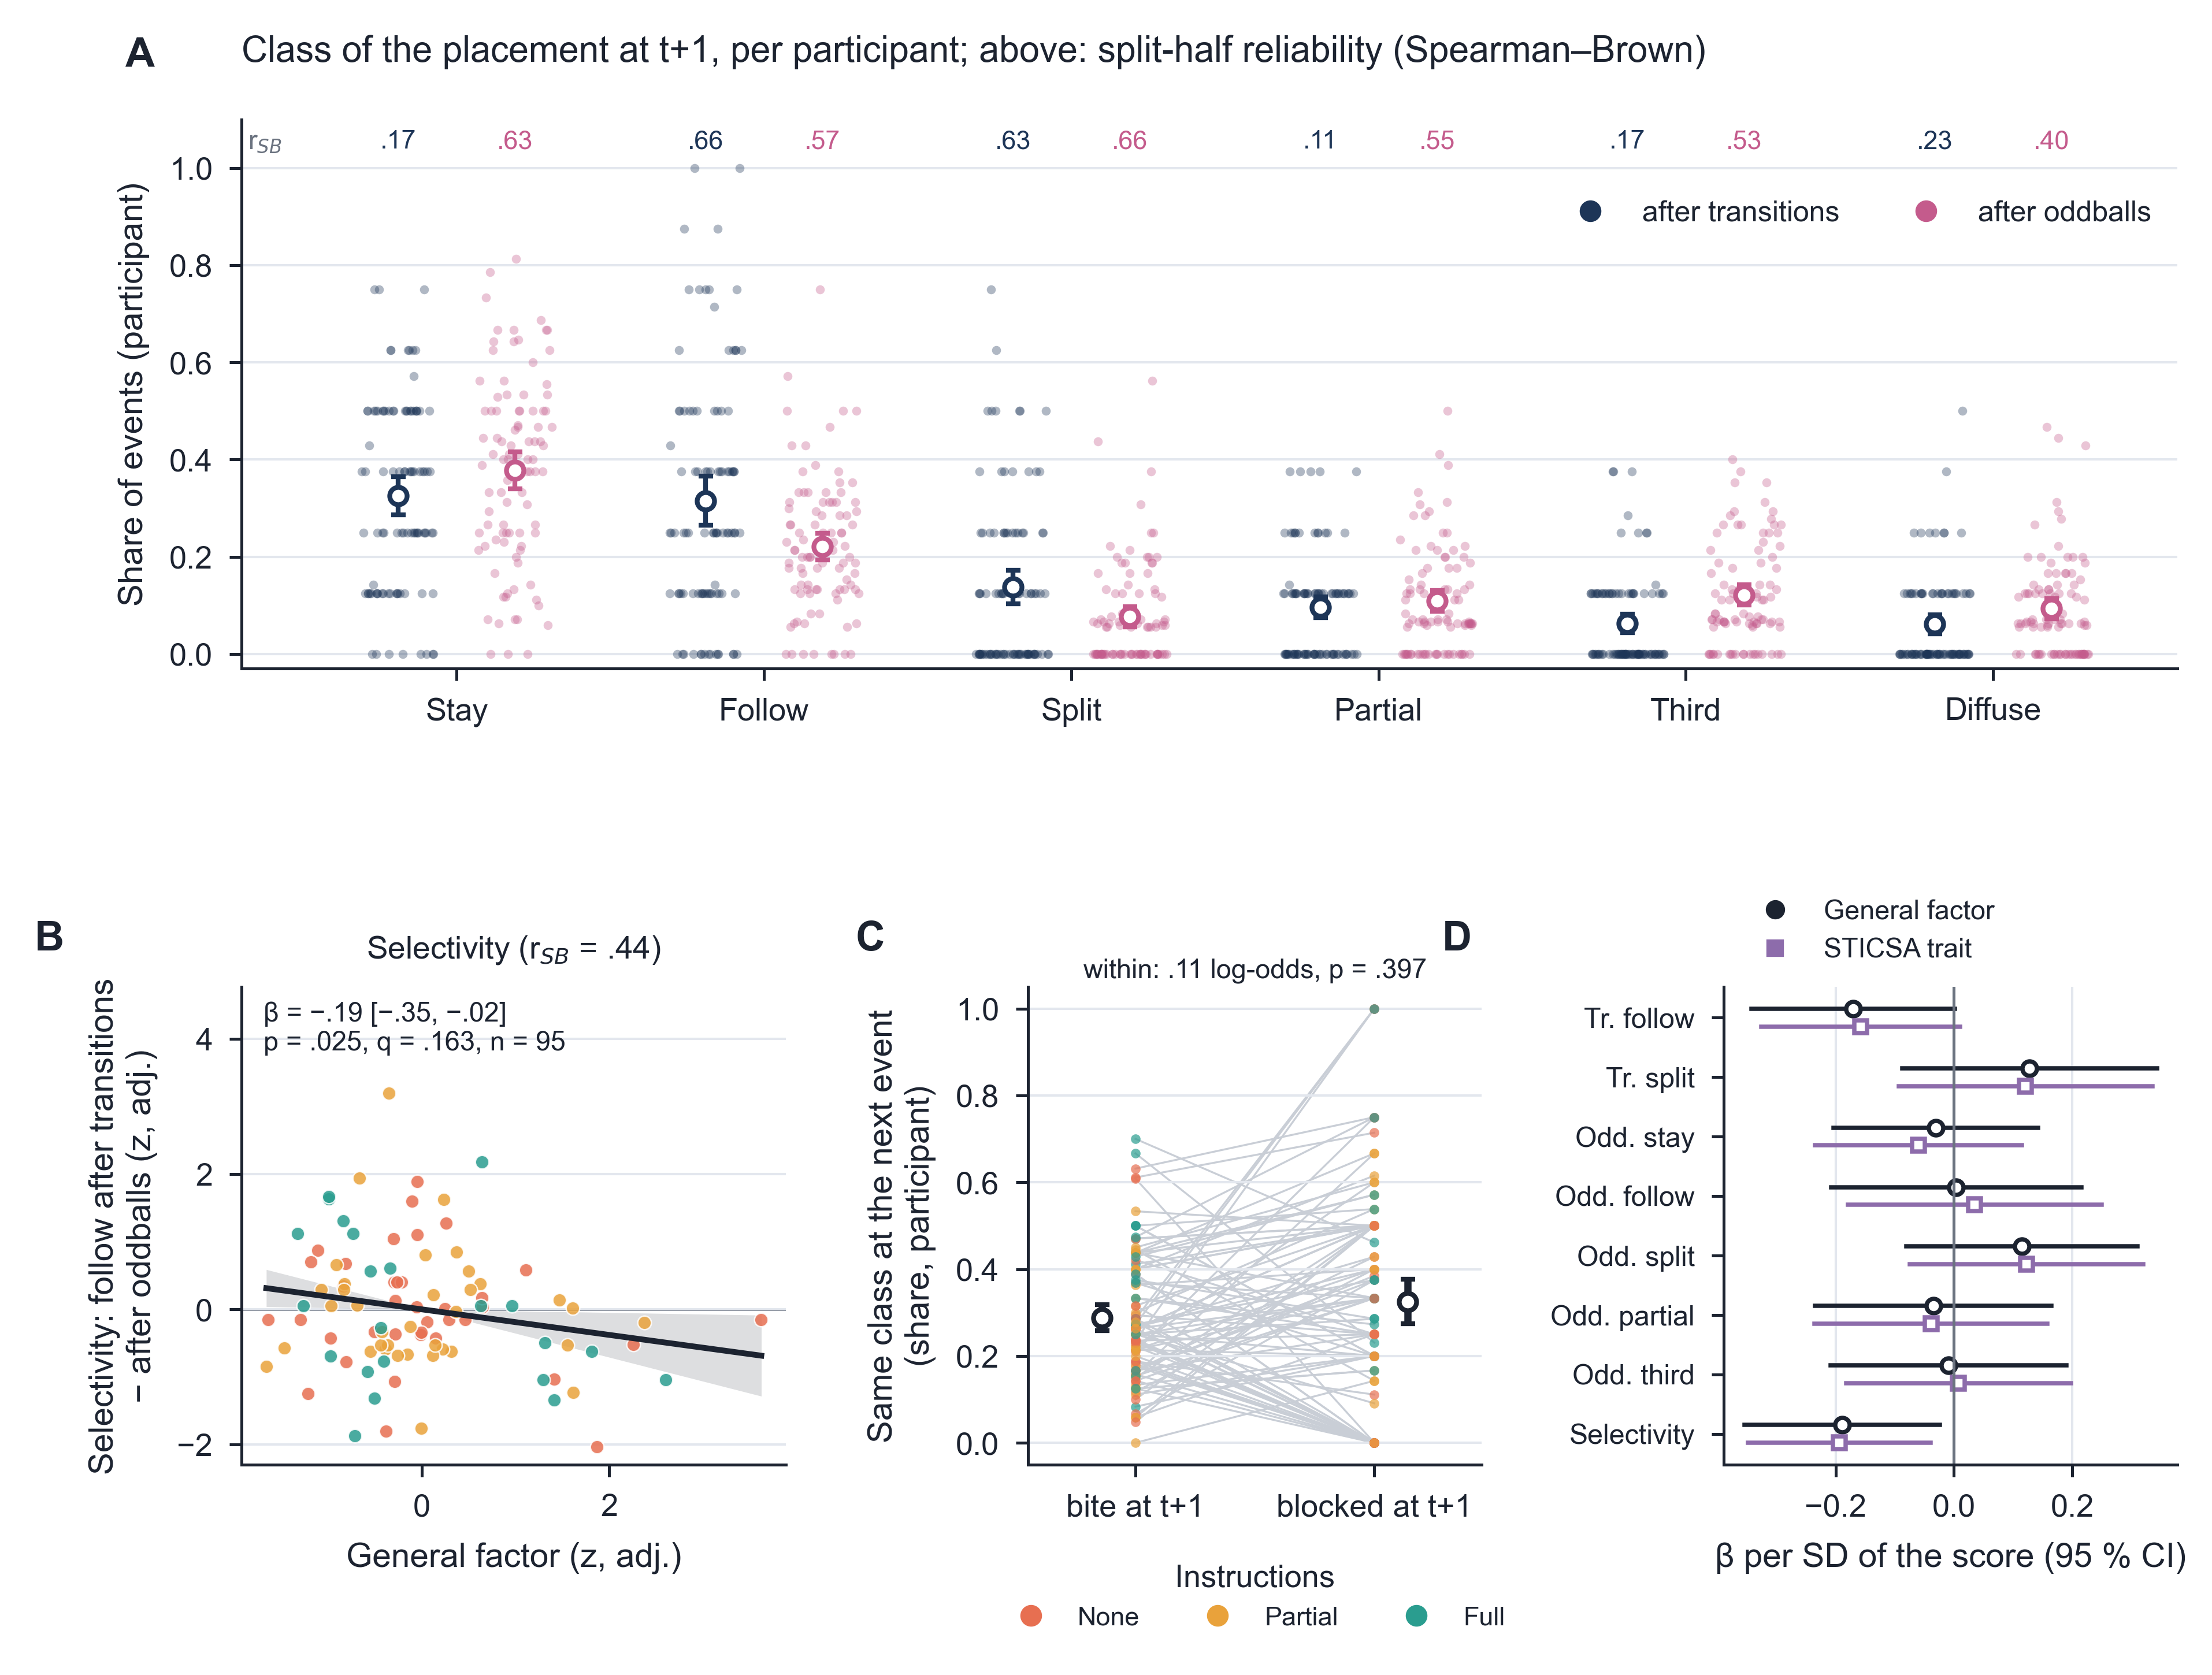 A
Class of the placement at t+1, per participant; above: split-half reliability (Spearman–Brown)
r_SB .17 .63 .66 .57 .63 .66 .11 .55 .17 .53 .23 .40
after transitions
after oddballs
Share of events (participant)
1.0
0.8
0.6
0.4
0.2
0.0
Stay Follow Split Partial Third Diffuse
B
Selectivity (r_SB = .44)
β = −.19 [−.35, −.02]
p = .025, q = .163, n = 95
Selectivity: follow after transitions
− after oddballs (z, adj.)
4
2
0
−2
0 2
General factor (z, adj.)
C
within: .11 log-odds, p = .397
Same class at the next event
(share, participant)
1.0
0.8
0.6
0.4
0.2
0.0
bite at t+1 blocked at t+1
Instructions
None Partial Full
D
General factor
STICSA trait
Tr. follow
Tr. split
Odd. stay
Odd. follow
Odd. split
Odd. partial
Odd. third
Selectivity
−0.2 0.0 0.2
β per SD of the score (95 % CI)